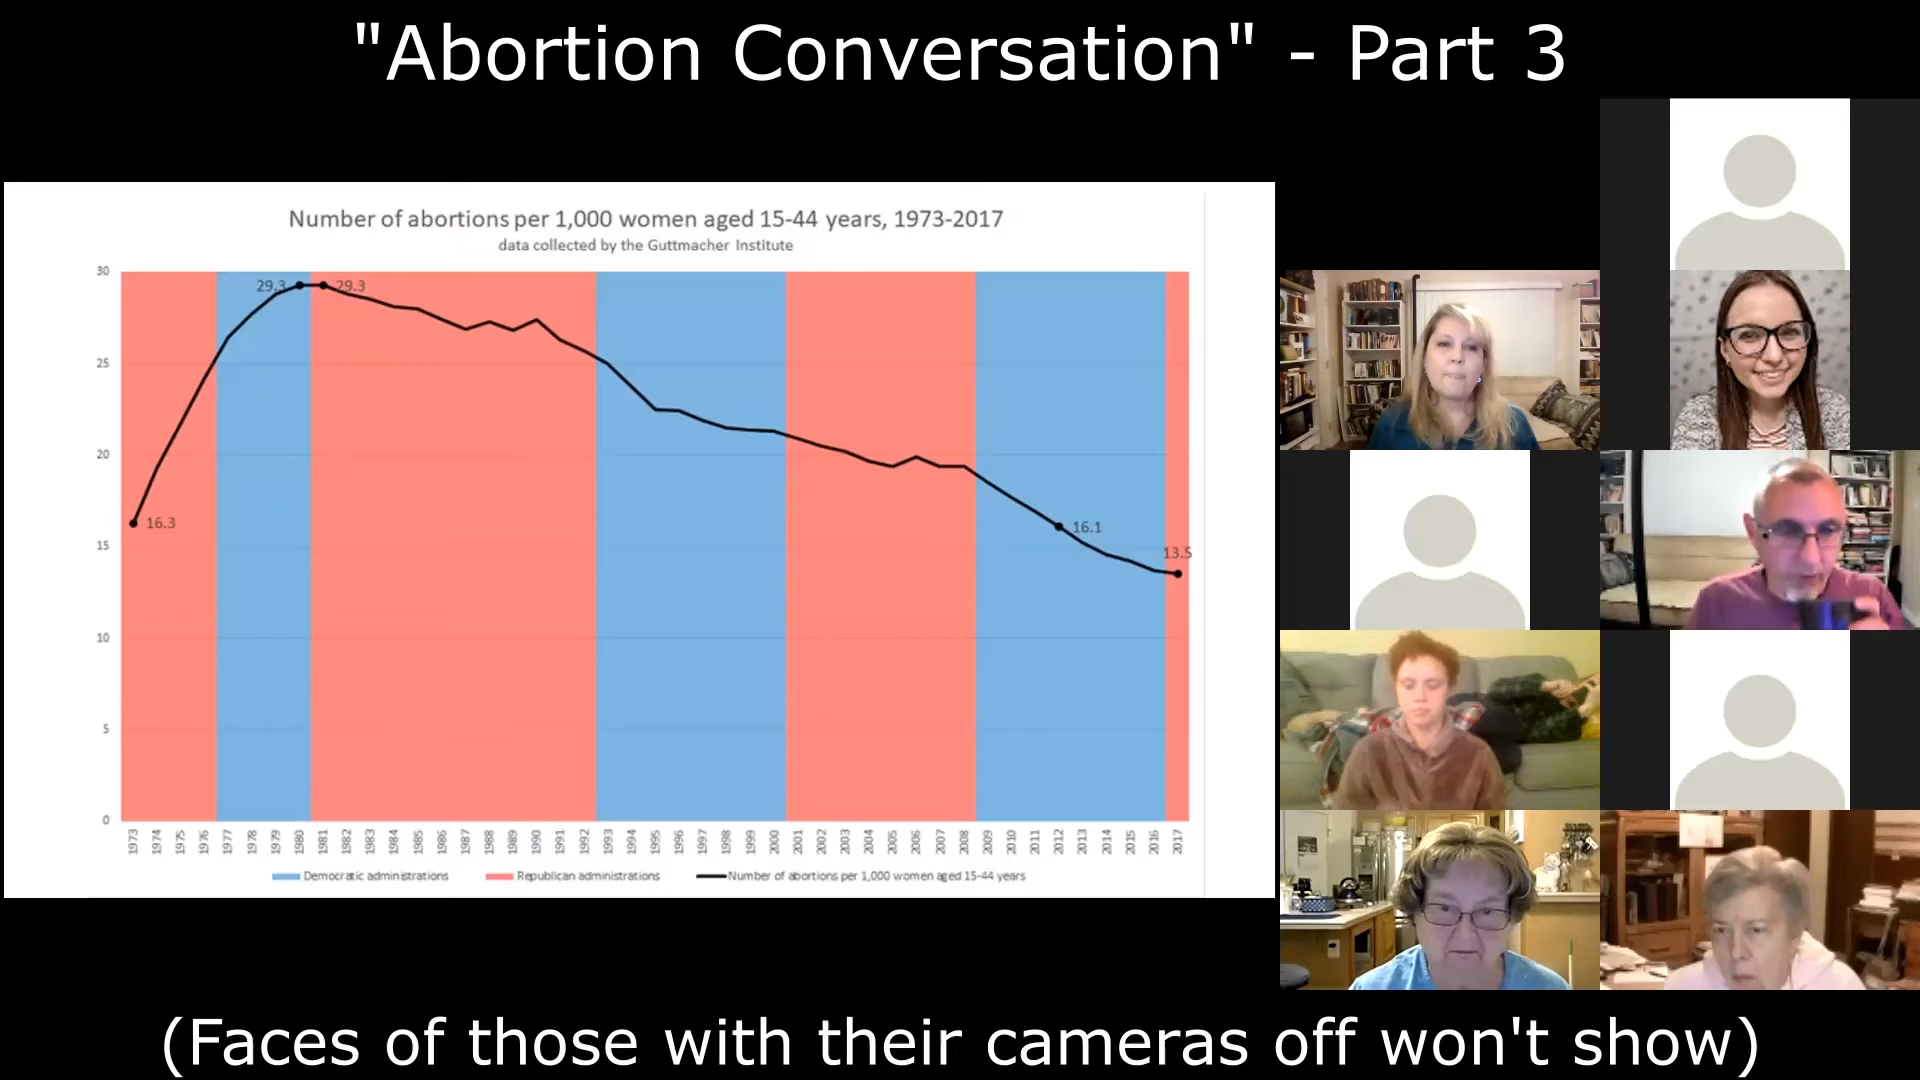 "Abortion Conversation" - Part 3
Number of abortions per 1,000 women aged 15-44 years, 1973-2017
data collected by the Guttmacher Institute
30
29.3
29.3
25
20
16.3
16.1
15
13.5
10
5
0
1973 1974 1975 1976 1977 1978 1979 1980 1981 1982 1983 1984 1985 1986 1987 1988 1989 1990 1991 1992 1993 1994 1995 1996 1997 1998 1999 2000 2001 2002 2003 2004 2005 2006 2007 2008 2009 2010 2011 2012 2013 2014 2015 2016 2017
Democratic administrations Republican administrations Number of abortions per 1,000 women aged 15-44 years
(Faces of those with their cameras off won't show)